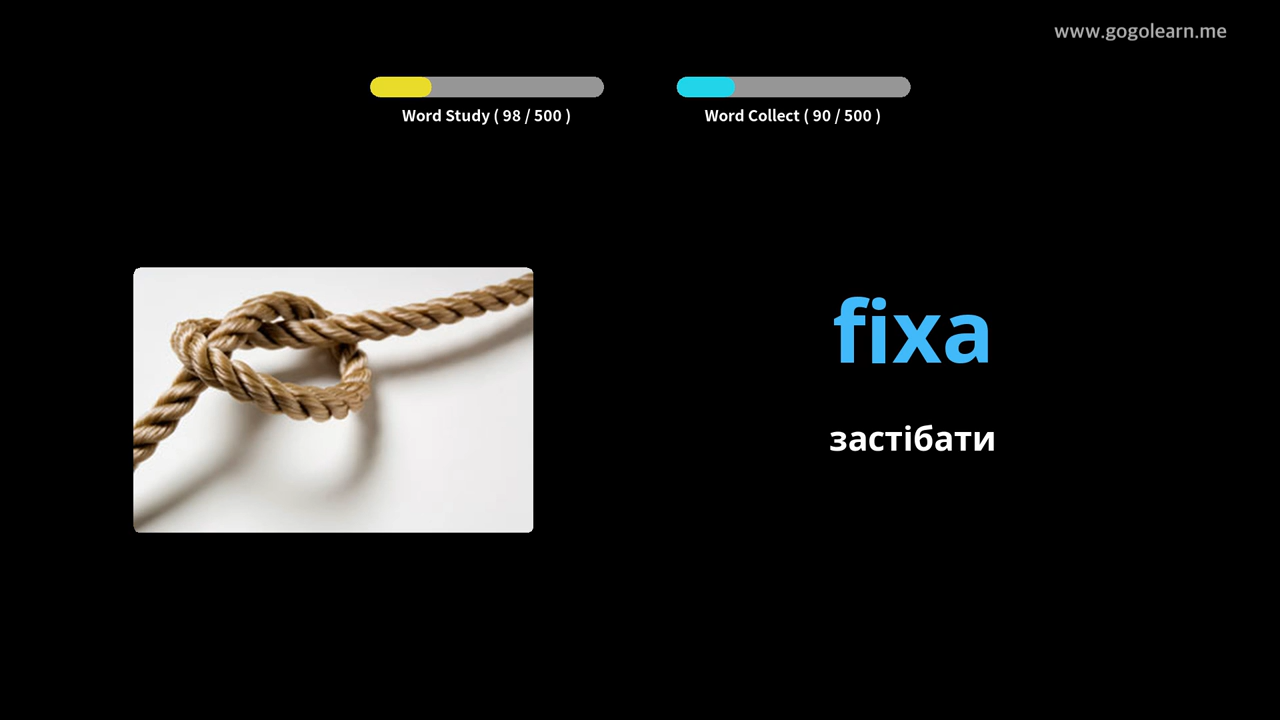 www.gogolearn.me
Word Study ( 98 / 500 )
Word Collect ( 90 / 500 )
fixa
застібати